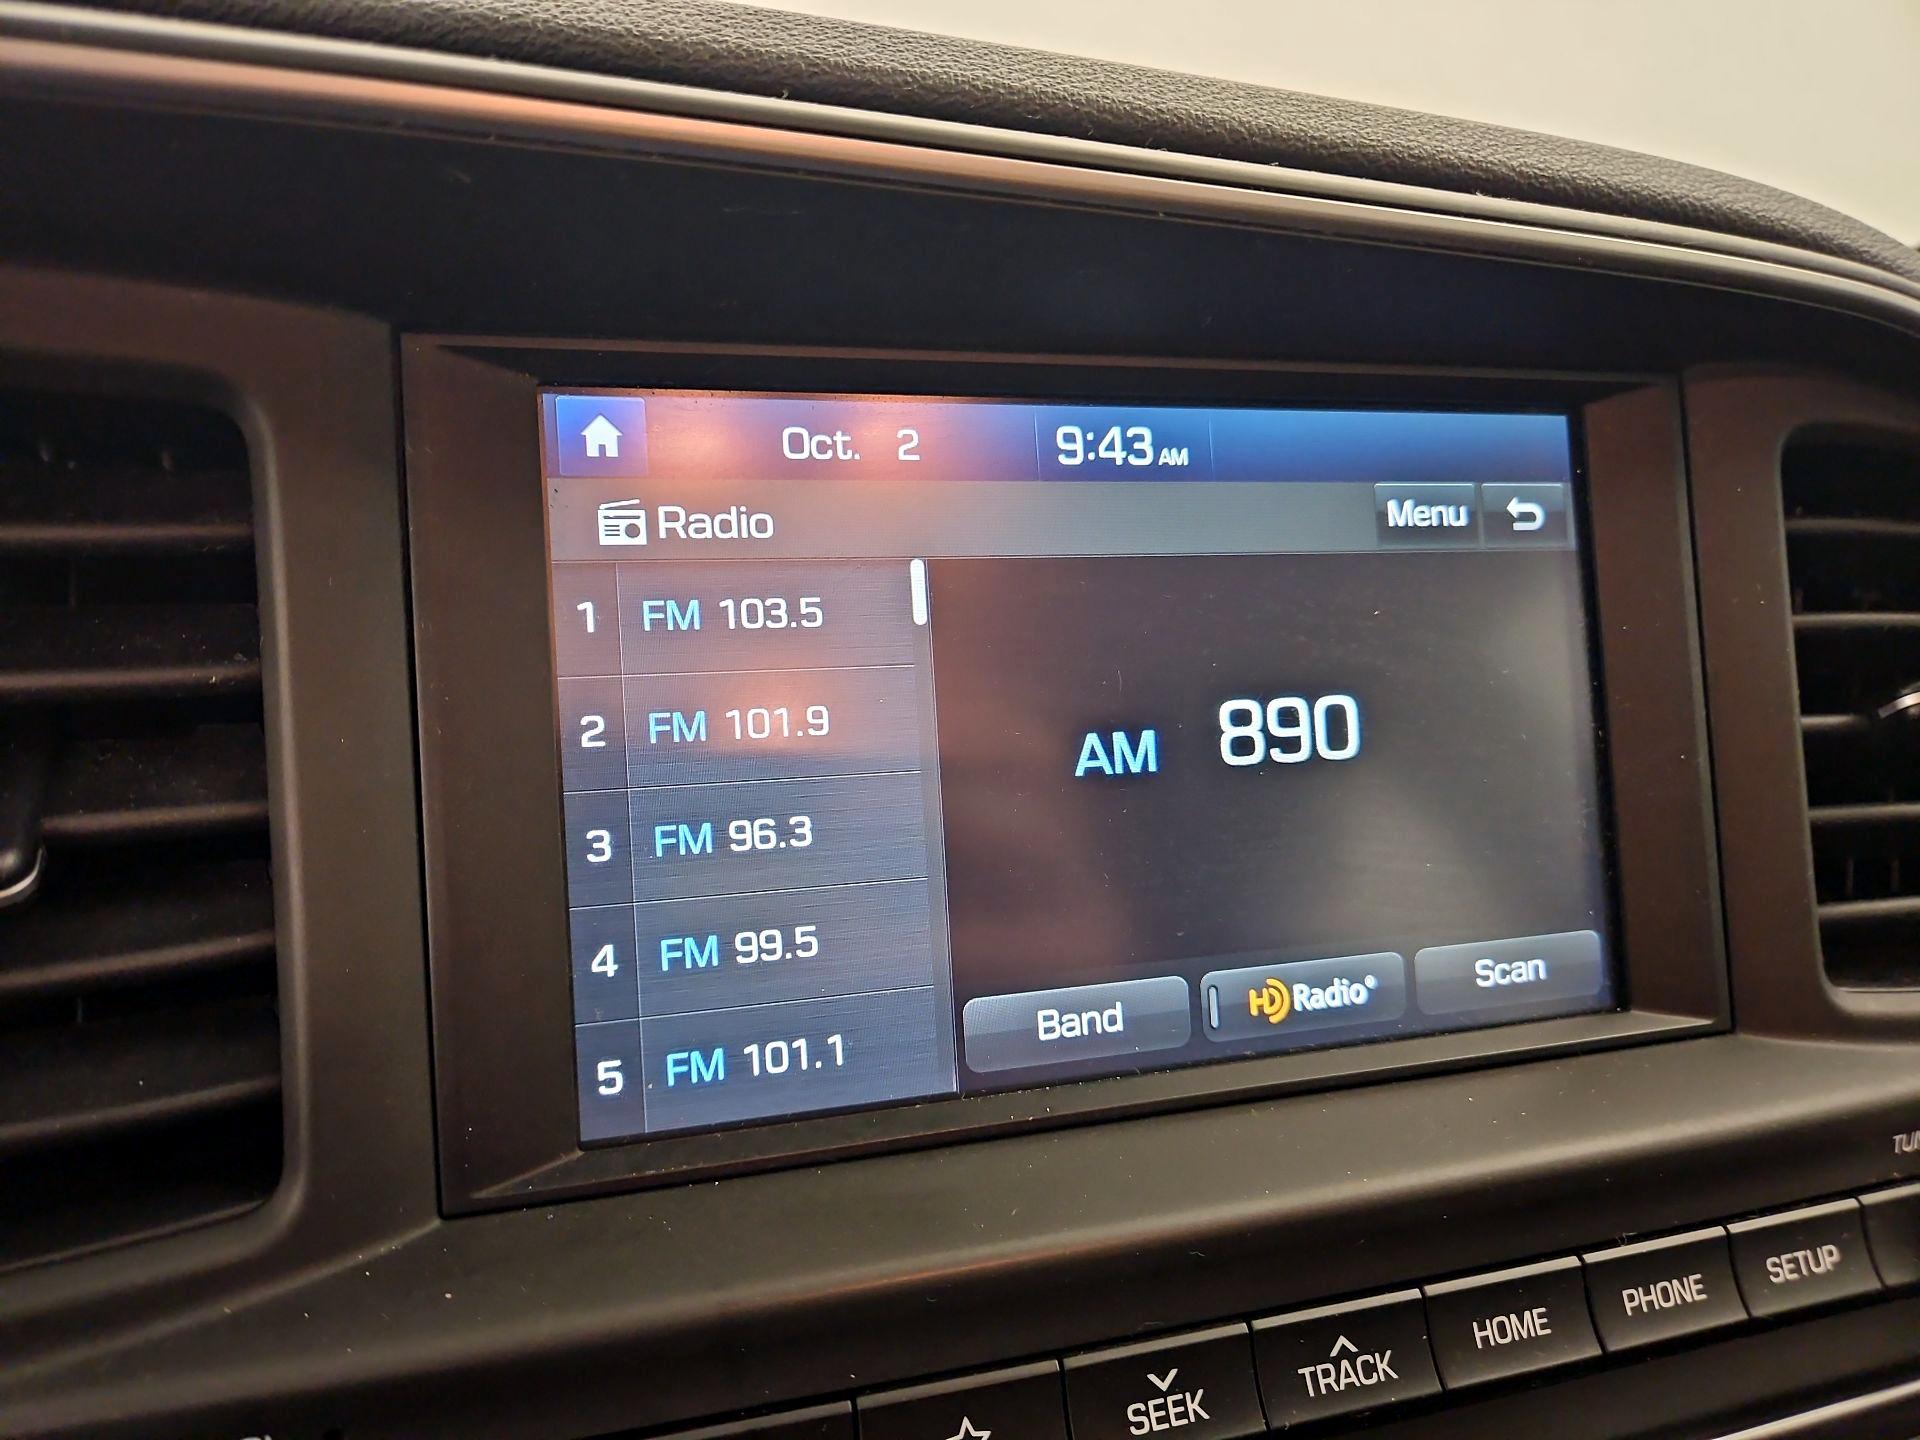 Oct. 2 9:43 AM
Radio Menu
1 FM 103.5
2 FM 101.9
3 FM 96.3
4 FM 99.5
5 FM 101.1
AM 890
Band HD Radio® Scan
SEEK TRACK HOME PHONE SETUP